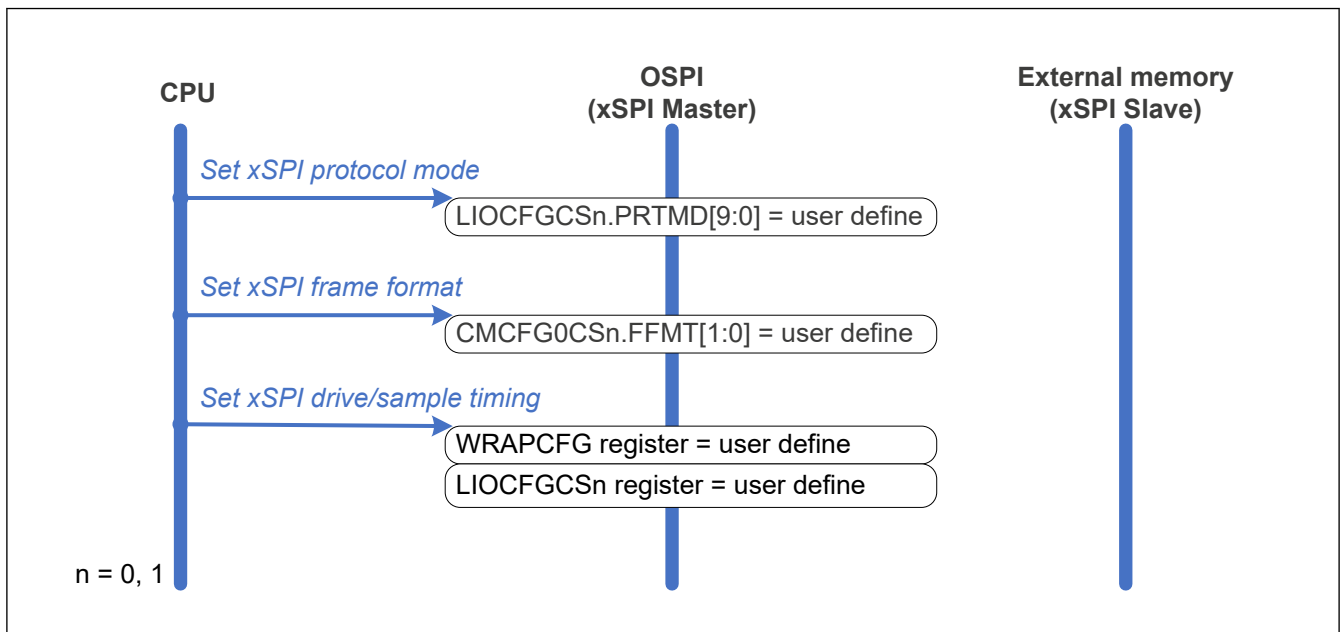 CPU
OSPI
(xSPI Master)
External memory
(xSPI Slave)
Set xSPI protocol mode
LIOCFGCSn.PRTMD[9:0] = user define
Set xSPI frame format
CMCFG0CSn.FFMT[1:0] = user define
Set xSPI drive/sample timing
WRAPCFG register = user define
LIOCFGCSn register = user define
n = 0, 1